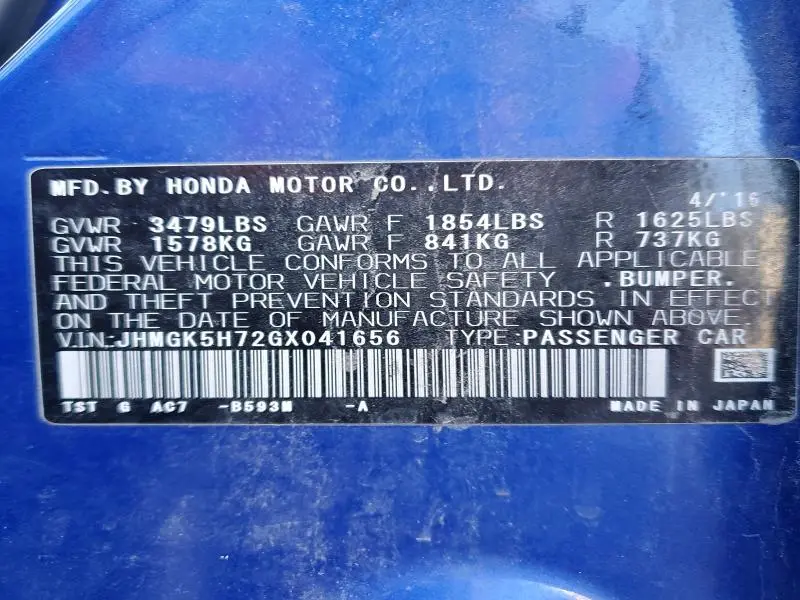 MFD.BY HONDA MOTOR CO.,LTD. 4/'16
GVWR 3479LBS GAWR F 1854LBS R 1625LBS
GVWR 1578KG GAWR F 841KG R 737KG
THIS VEHICLE CONFORMS TO ALL APPLICABLE
FEDERAL MOTOR VEHICLE SAFETY ,BUMPER,
AND THEFT PREVENTION STANDARDS IN EFFECT
ON THE DATE OF MANUFACTURE SHOWN ABOVE.
V.I.N:JHMGK5H72GX041656 TYPE:PASSENGER CAR
TST G AC7 -B593M -A MADE IN JAPAN